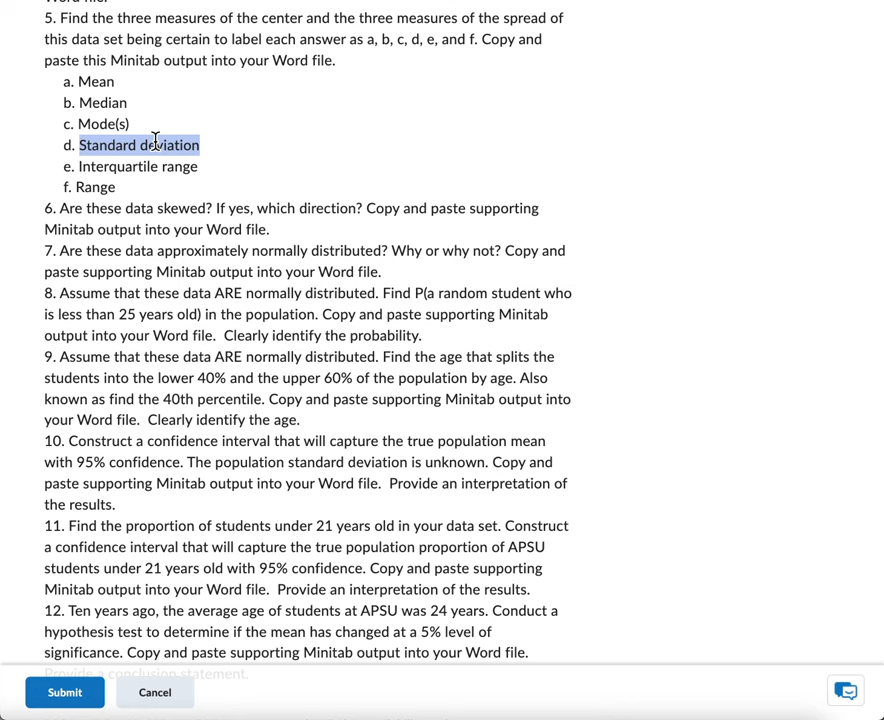 Word file.
5. Find the three measures of the center and the three measures of the spread of
this data set being certain to label each answer as a, b, c, d, e, and f. Copy and
paste this Minitab output into your Word file.
a. Mean
b. Median
c. Mode(s)
d. Standard deviation
e. Interquartile range
f. Range
6. Are these data skewed? If yes, which direction? Copy and paste supporting
Minitab output into your Word file.
7. Are these data approximately normally distributed? Why or why not? Copy and
paste supporting Minitab output into your Word file.
8. Assume that these data ARE normally distributed. Find P(a random student who
is less than 25 years old) in the population. Copy and paste supporting Minitab
output into your Word file.  Clearly identify the probability.
9. Assume that these data ARE normally distributed. Find the age that splits the
students into the lower 40% and the upper 60% of the population by age. Also
known as find the 40th percentile. Copy and paste supporting Minitab output into
your Word file.  Clearly identify the age.
10. Construct a confidence interval that will capture the true population mean
with 95% confidence. The population standard deviation is unknown. Copy and
paste supporting Minitab output into your Word file.  Provide an interpretation of
the results.
11. Find the proportion of students under 21 years old in your data set. Construct
a confidence interval that will capture the true population proportion of APSU
students under 21 years old with 95% confidence. Copy and paste supporting
Minitab output into your Word file.  Provide an interpretation of the results.
12. Ten years ago, the average age of students at APSU was 24 years. Conduct a
hypothesis test to determine if the mean has changed at a 5% level of
significance. Copy and paste supporting Minitab output into your Word file.
Provide a conclusion statement.
Submit
Cancel